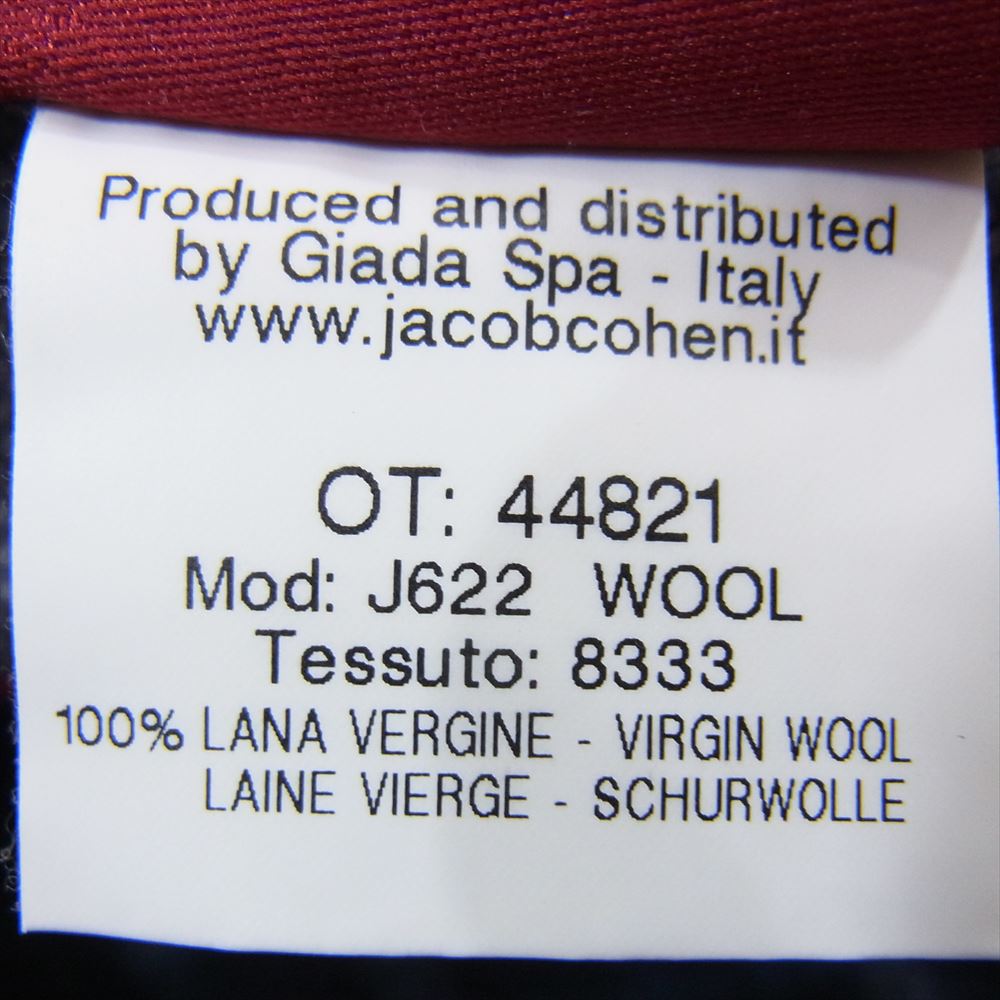 Produced and distributed
by Giada Spa - Italy
www.jacobcohen.it
OT: 44821
Mod: J622 WOOL
Tessuto: 8333
100% LANA VERGINE - VIRGIN WOOL
LAINE VIERGE - SCHURWOLLE